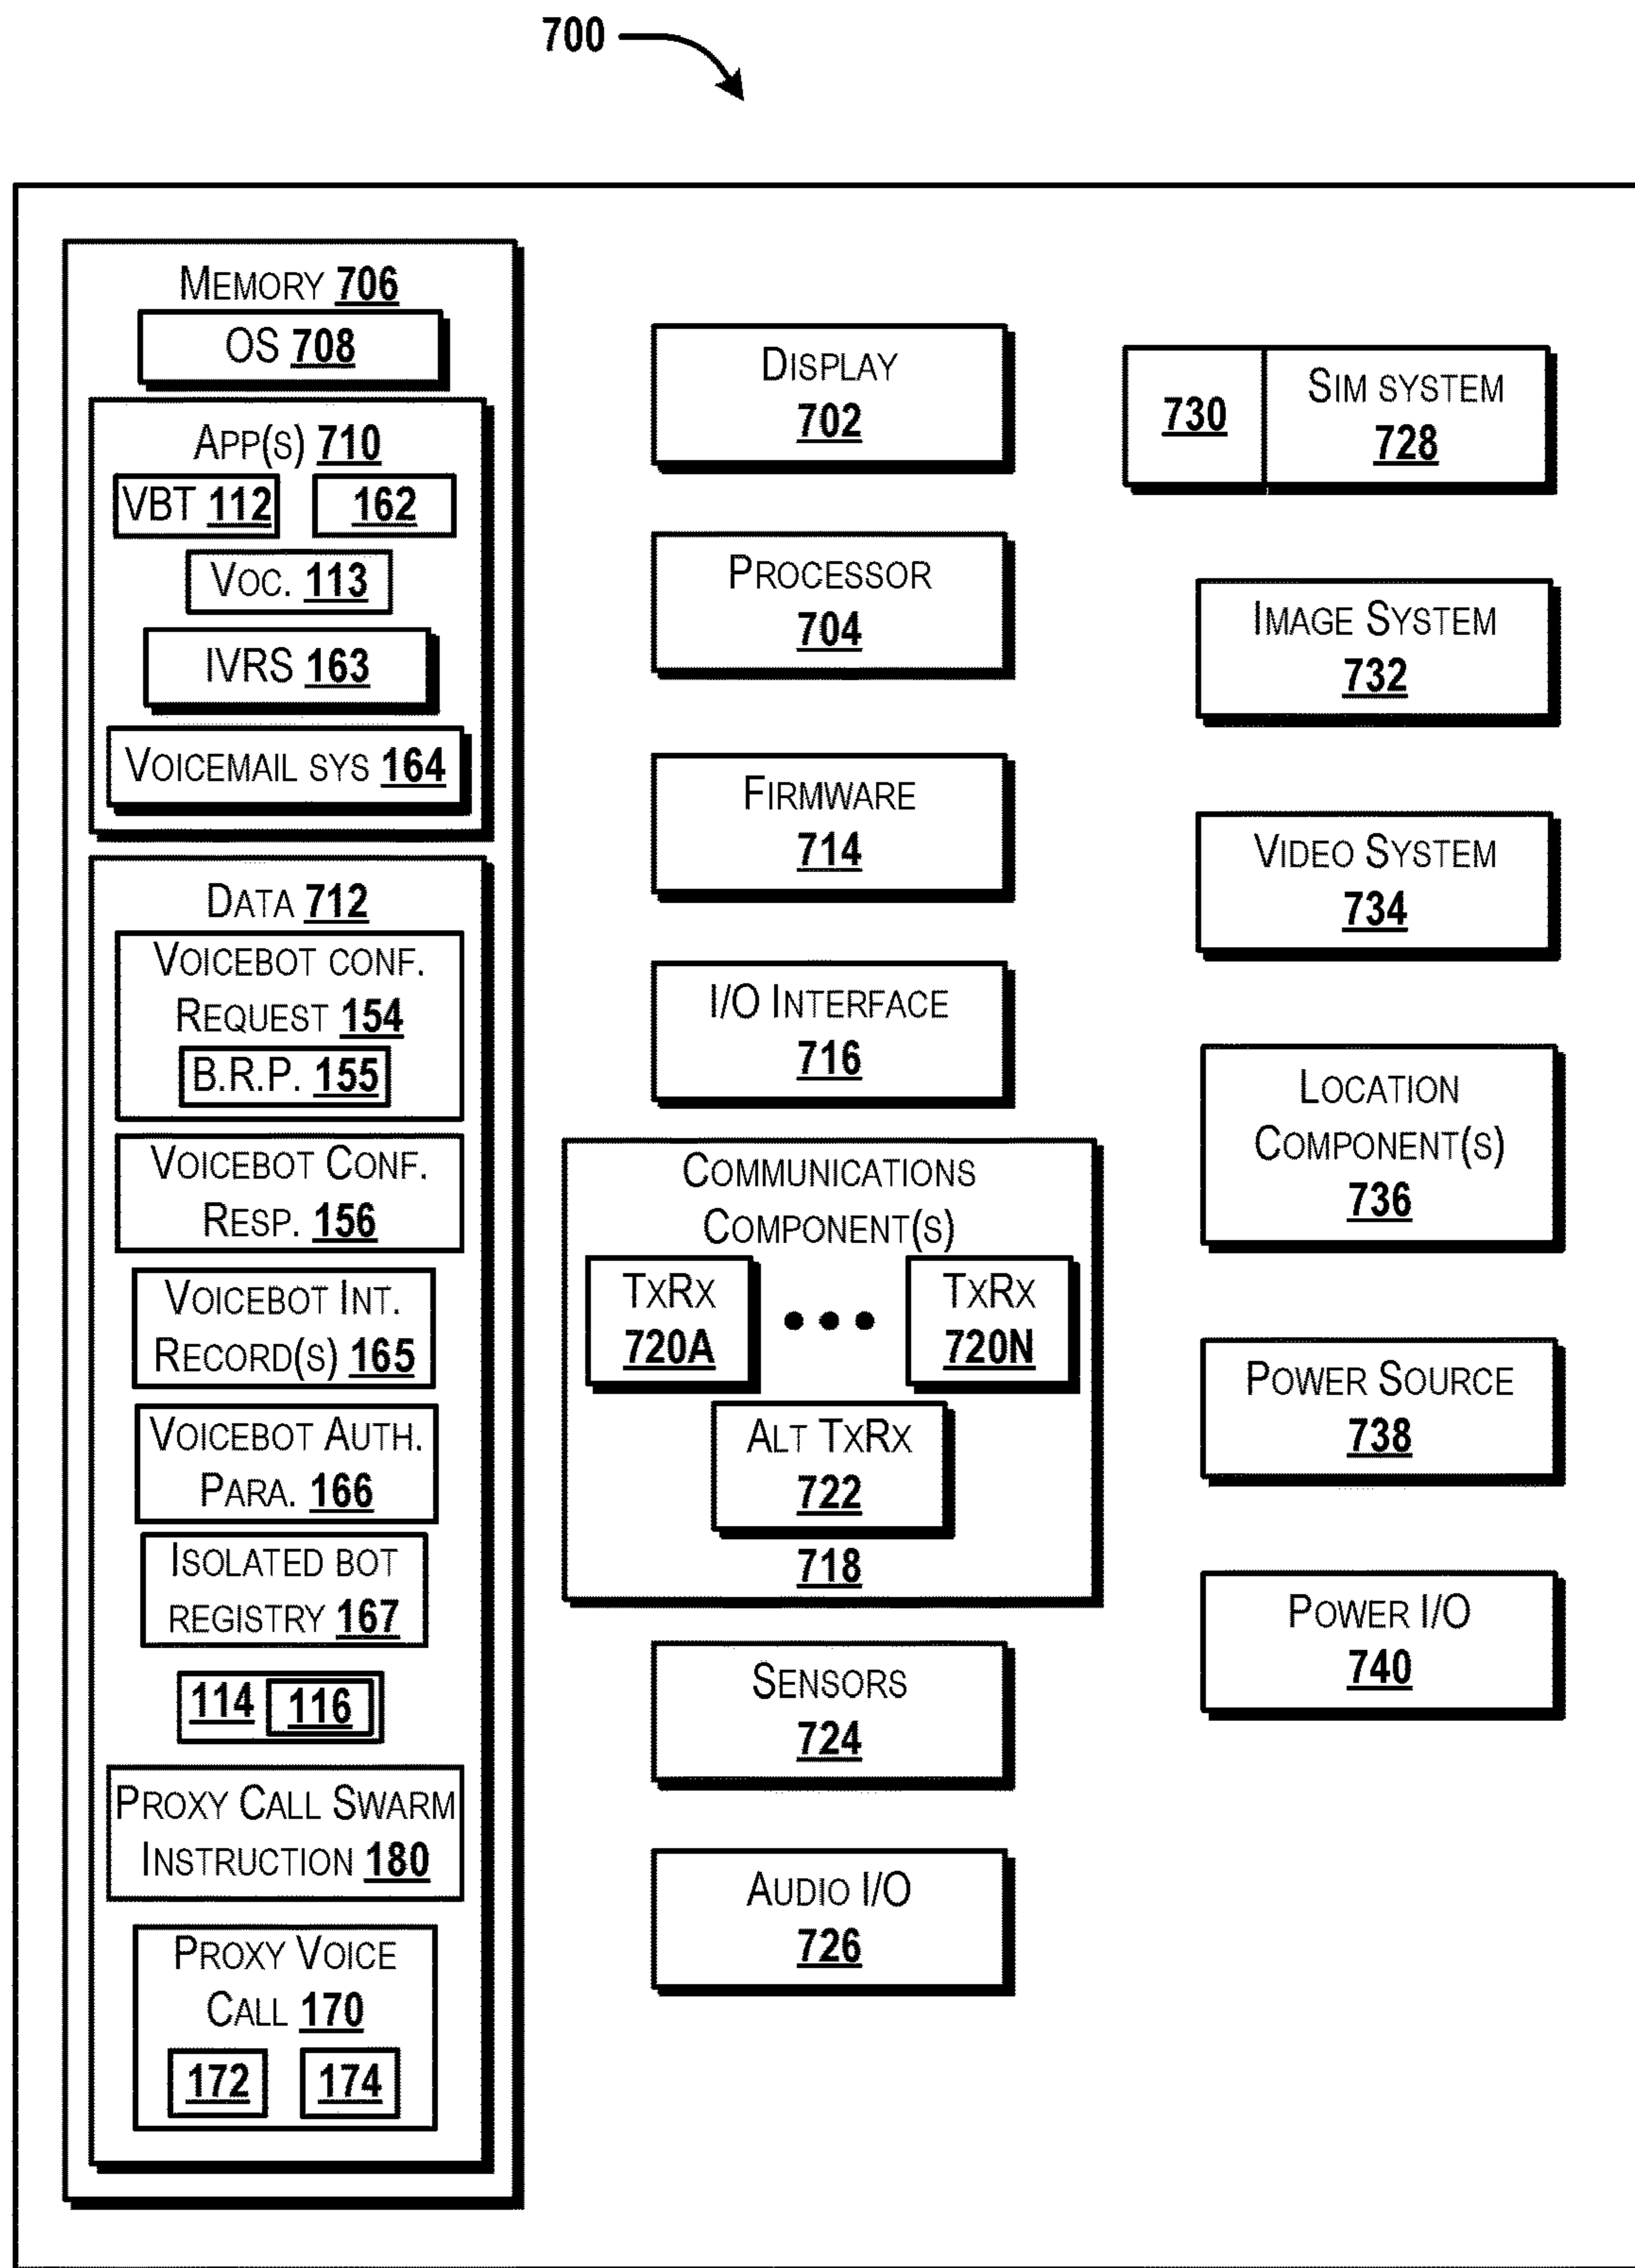 700
MEMORY 706
OS 708
APP(S) 710
VBT 112
162
VOC. 113
IVRS 163
VOICEMAIL SYS 164
DATA 712
VOICEBOT CONF.
REQUEST 154
B.R.P. 155
VOICEBOT CONF.
RESP. 156
VOICEBOT INT.
RECORD(S) 165
VOICEBOT AUTH.
PARA. 166
ISOLATED BOT
REGISTRY 167
114
116
PROXY CALL SWARM
INSTRUCTION 180
PROXY VOICE
CALL 170
172
174
DISPLAY
702
PROCESSOR
704
FIRMWARE
714
I/O INTERFACE
716
COMMUNICATIONS
COMPONENT(S)
TXRX
720A
TXRX
720N
ALT TXRX
722
718
SENSORS
724
AUDIO I/O
726
730
SIM SYSTEM
728
IMAGE SYSTEM
732
VIDEO SYSTEM
734
LOCATION
COMPONENT(S)
736
POWER SOURCE
738
POWER I/O
740